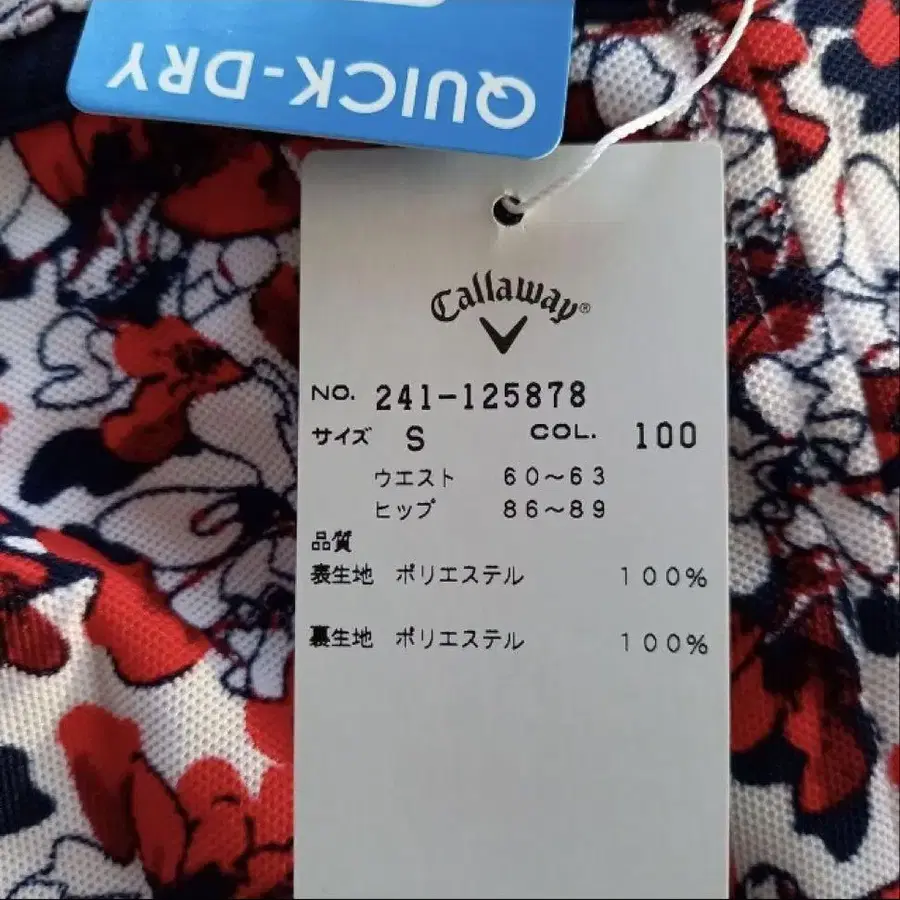 QUICK-DRY
Callaway®
NO. 241-125878
サイズ S COL. 100
ウエスト 60～63
ヒップ 86～89
品質
表生地 ポリエステル 100%
裏生地 ポリエステル 100%